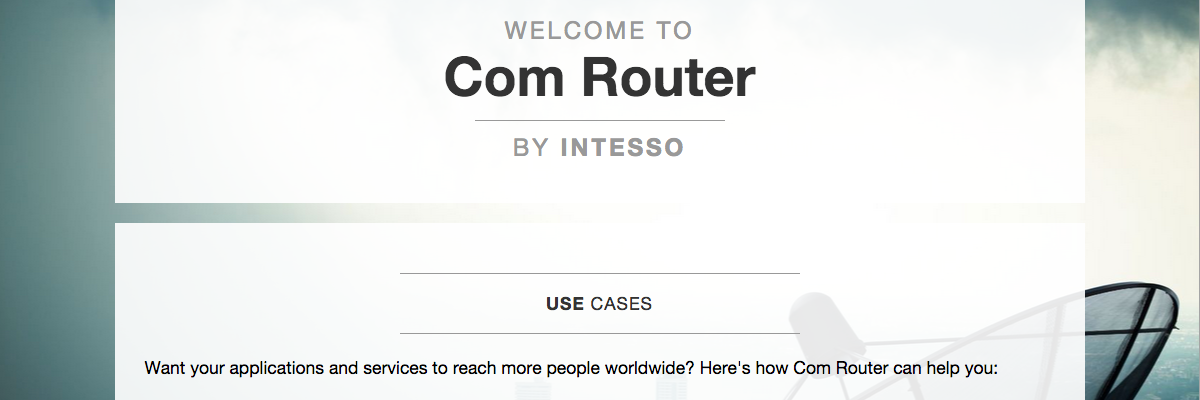 WELCOME TO
Com Router
BY INTESSO
USE CASES
Want your applications and services to reach more people worldwide? Here's how Com Router can help you: